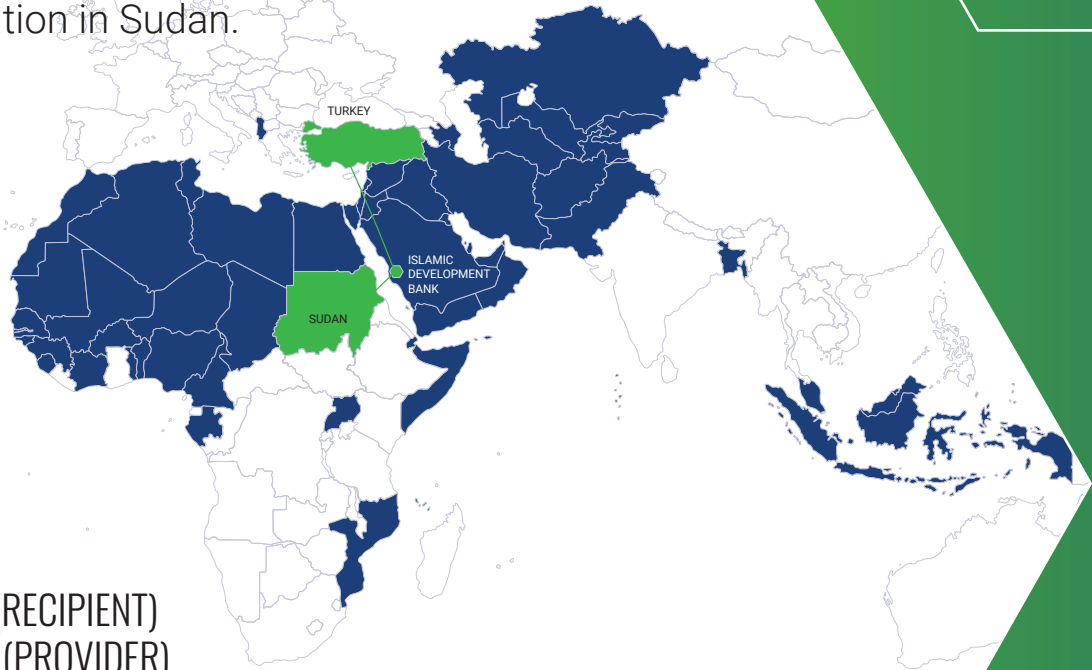 tion in Sudan.
TURKEY
ISLAMIC
DEVELOPMENT
BANK
SUDAN
(RECIPIENT)
(PROVIDER)